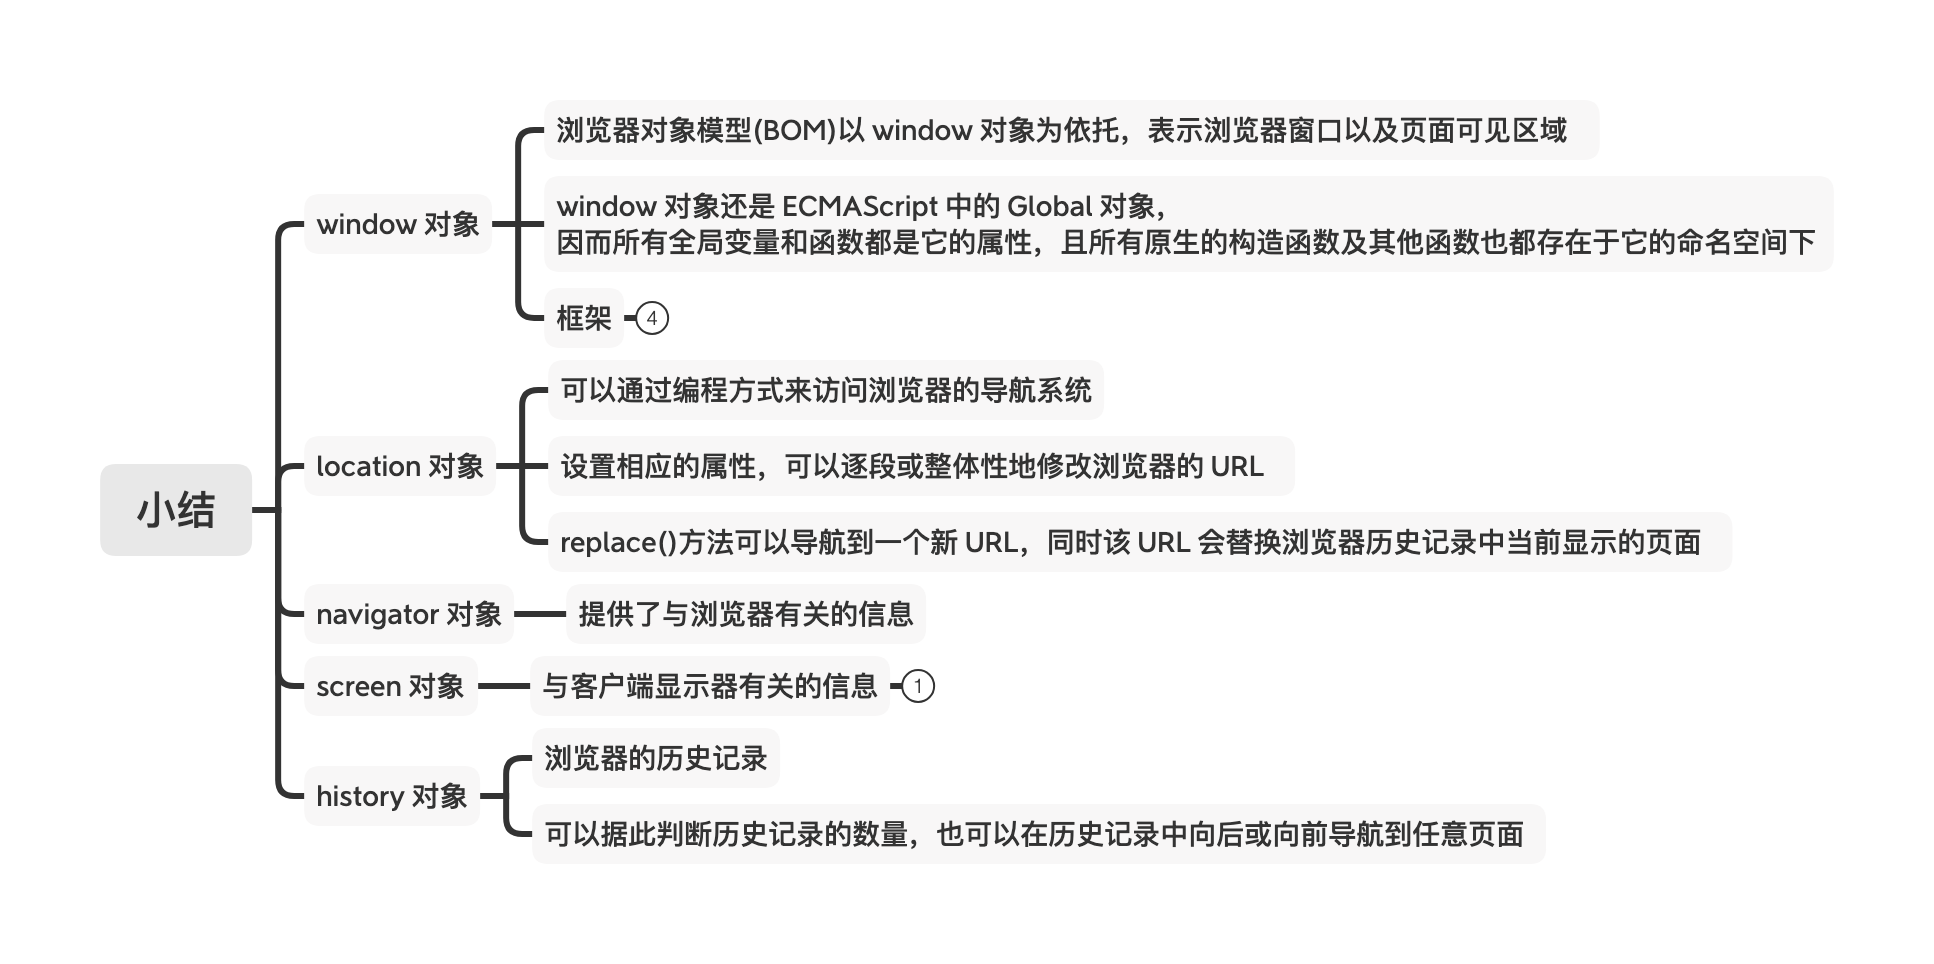 小结
window 对象
浏览器对象模型(BOM)以 window 对象为依托，表示浏览器窗口以及页面可见区域
window 对象还是 ECMAScript 中的 Global 对象，
因而所有全局变量和函数都是它的属性，且所有原生的构造函数及其他函数也都存在于它的命名空间下
框架 4
location 对象
可以通过编程方式来访问浏览器的导航系统
设置相应的属性，可以逐段或整体性地修改浏览器的 URL
replace()方法可以导航到一个新 URL，同时该 URL 会替换浏览器历史记录中当前显示的页面
navigator 对象
提供了与浏览器有关的信息
screen 对象
与客户端显示器有关的信息 1
history 对象
浏览器的历史记录
可以据此判断历史记录的数量，也可以在历史记录中向后或向前导航到任意页面